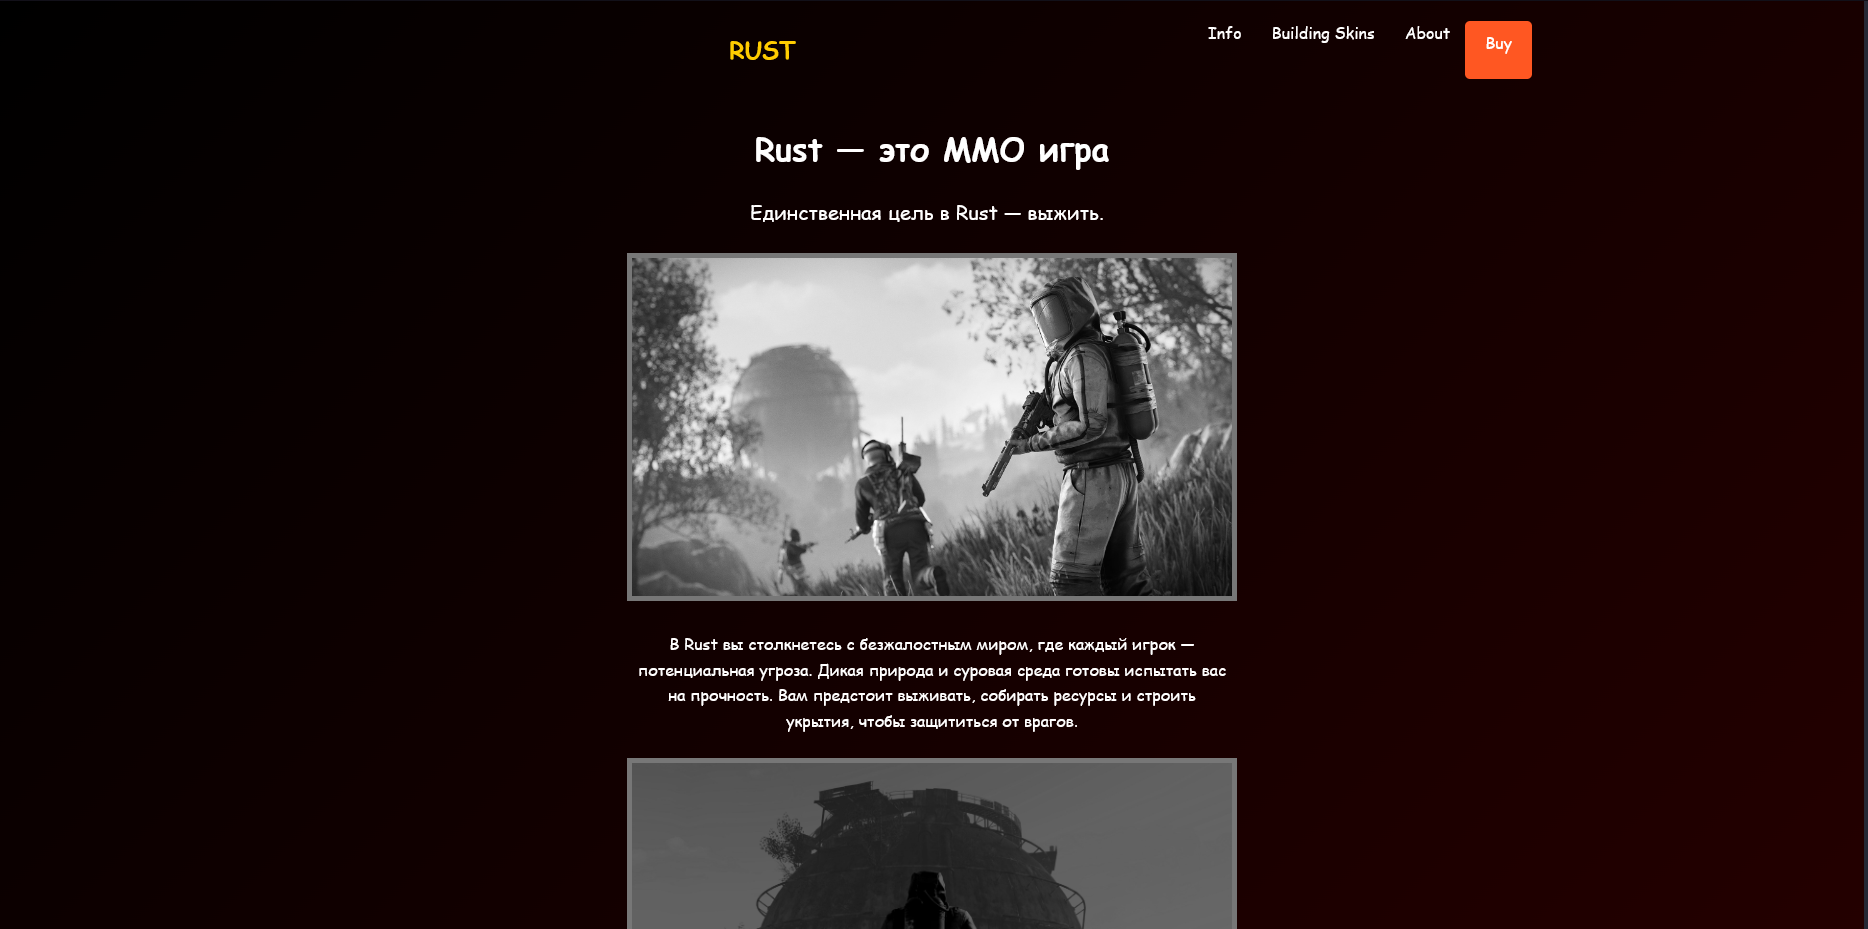 RUST
Info
Building Skins
About
Buy
Rust — это ММО игра
Единственная цель в Rust — выжить.
В Rust вы столкнетесь с безжалостным миром, где каждый игрок —
потенциальная угроза. Дикая природа и суровая среда готовы испытать вас
на прочность. Вам предстоит выживать, собирать ресурсы и строить
укрытия, чтобы защититься от врагов.